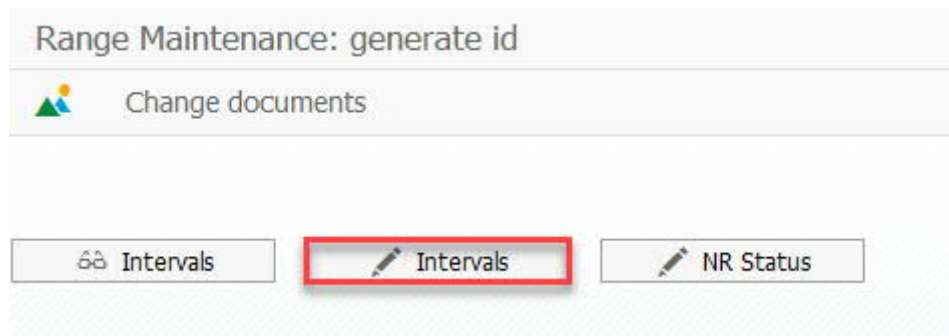 Range Maintenance: generate id
Change documents
Intervals
Intervals
NR Status